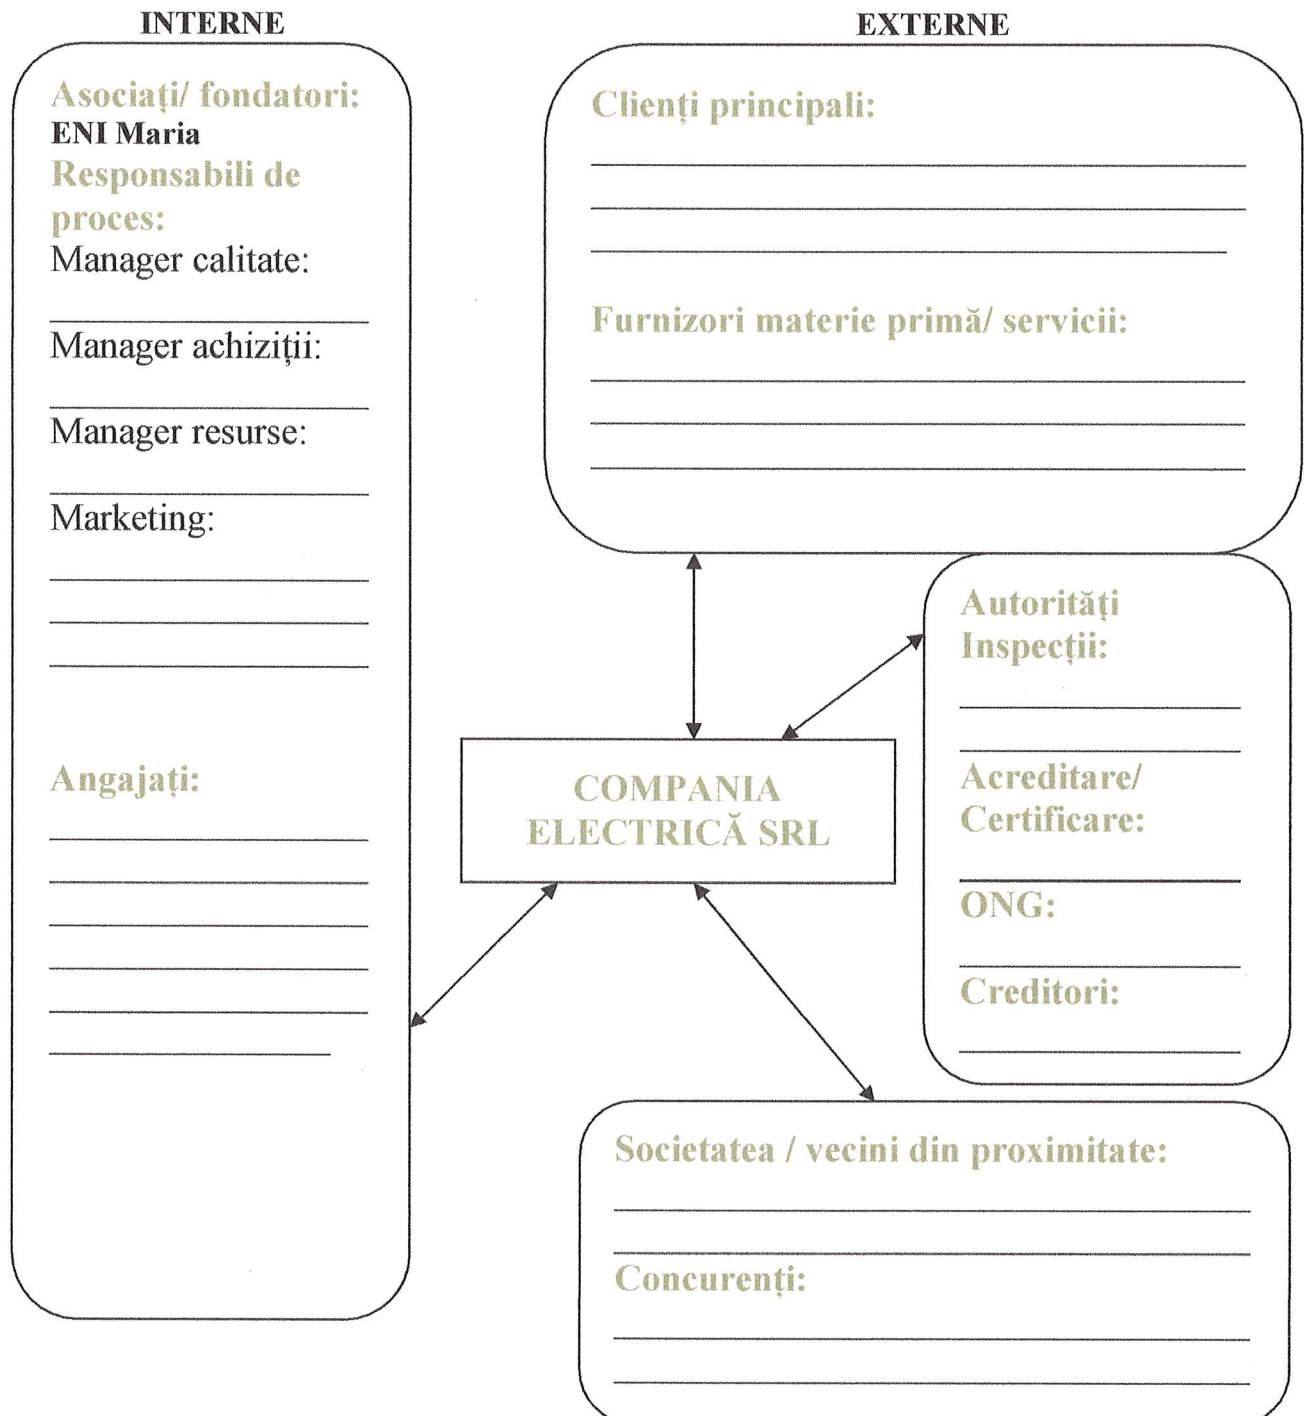 INTERNE
Asociați/ fondatori:
ENI Maria
Responsabili de
proces:
Manager calitate:
Manager achiziții:
Manager resurse:
Marketing:
Angajați:
EXTERNE
Clienți principali:
Furnizori materie primă/ servicii:
Autorități
Inspecții:
Acreditare/
Certificare:
ONG:
Creditori:
COMPANIA
ELECTRICĂ SRL
Societatea / vecini din proximitate:
Concurenți: